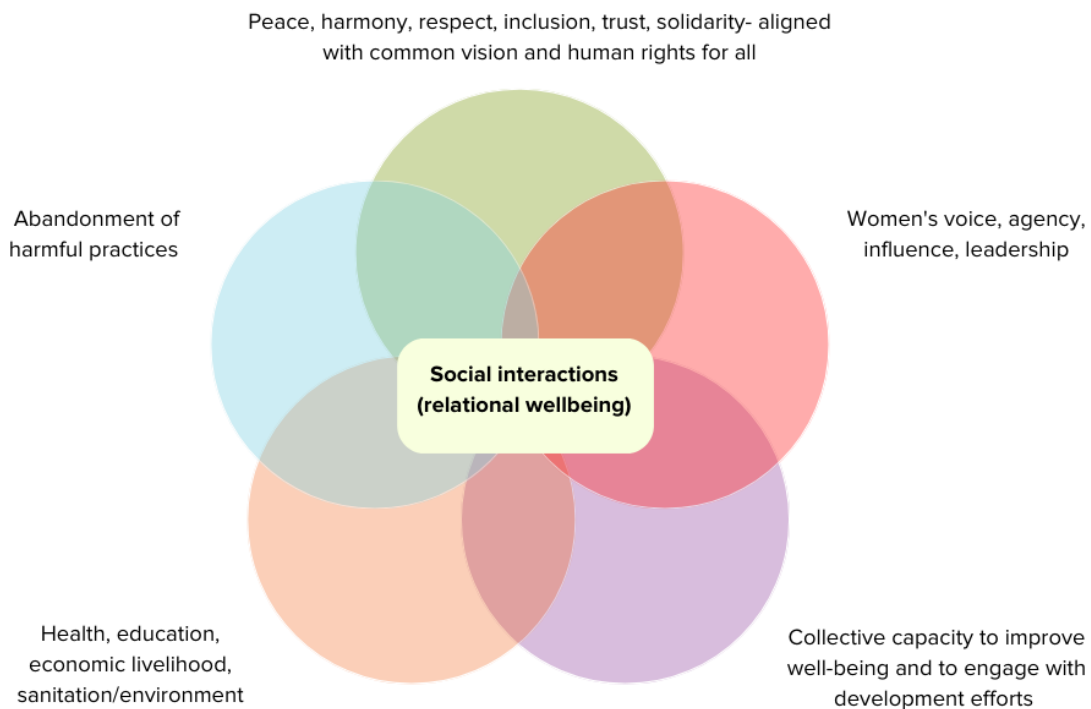 Peace, harmony, respect, inclusion, trust, solidarity- aligned
with common vision and human rights for all
Abandonment of
harmful practices
Women's voice, agency,
influence, leadership
Social interactions
(relational wellbeing)
Health, education,
economic livelihood,
sanitation/environment
Collective capacity to improve
well-being and to engage with
development efforts